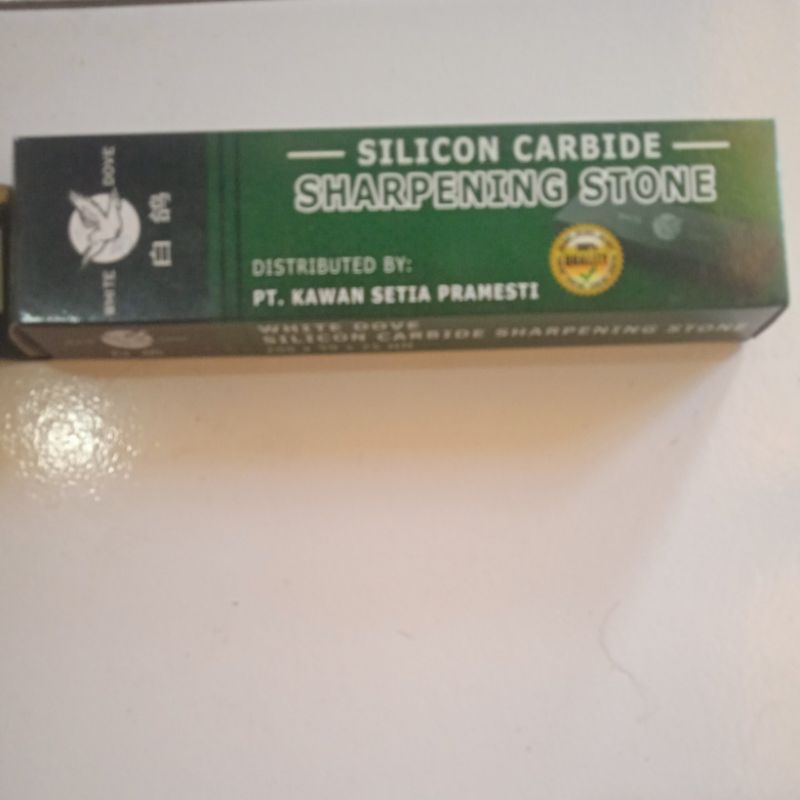 SILICON CARBIDE
SHARPENING STONE
WHITE DOVE
白鸽
DISTRIBUTED BY:
PT. KAWAN SETIA PRAMESTI
QUALITY
WHITE DOVE
SILICON CARBIDE SHARPENING STONE